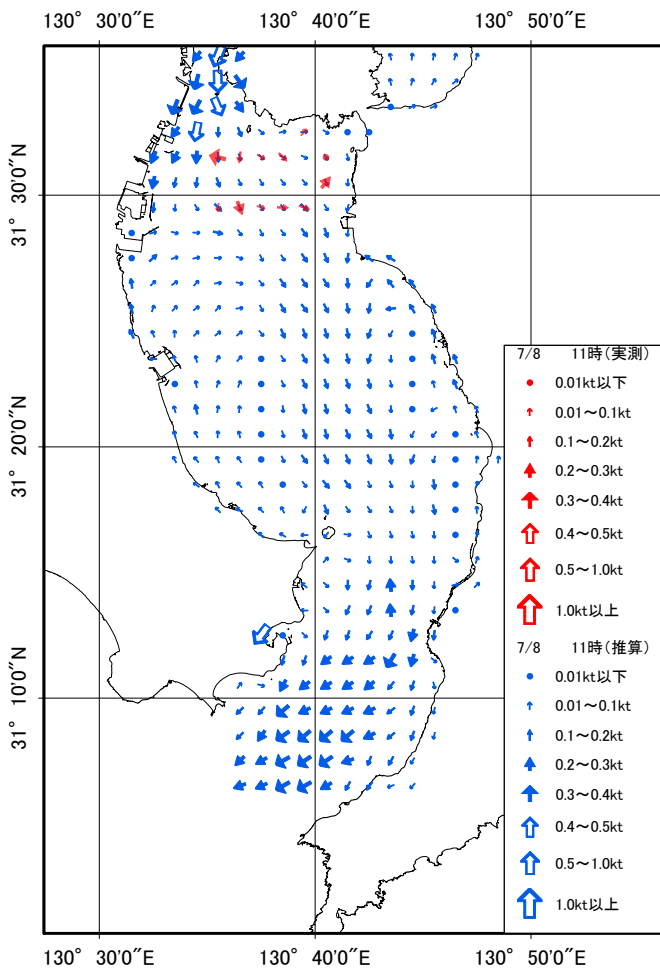 130° 30′0″E 130° 40′0″E 130° 50′0″E
31° 30′0″N
31° 20′0″N
31° 10′0″N
7/8 11時(実測)
0.01kt以下
0.01～0.1kt
0.1～0.2kt
0.2～0.3kt
0.3～0.4kt
0.4～0.5kt
0.5～1.0kt
1.0kt以上
7/8 11時(推算)
0.01kt以下
0.01～0.1kt
0.1～0.2kt
0.2～0.3kt
0.3～0.4kt
0.4～0.5kt
0.5～1.0kt
1.0kt以上
130° 30′0″E 130° 40′0″E 130° 50′0″E